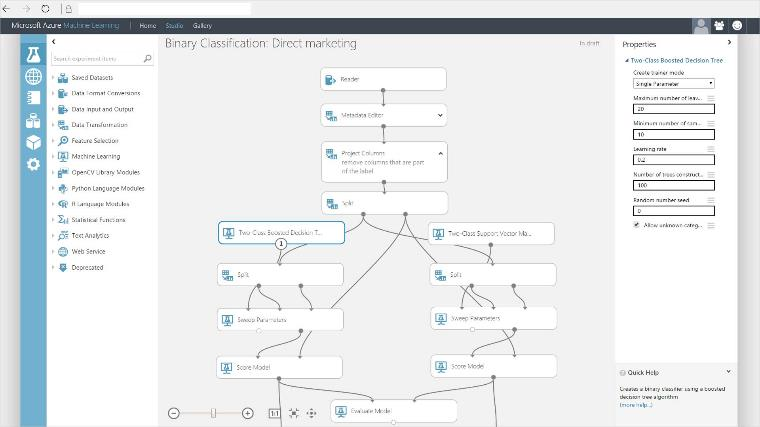 Microsoft Azure Machine Learning
Home
Studio
Gallery
Search experiment items
Saved Datasets
Data Format Conversions
Data Input and Output
Data Transformation
Feature Selection
Machine Learning
OpenCV Library Modules
Python Language Modules
R Language Modules
Statistical Functions
Text Analytics
Web Service
Deprecated
Binary Classification: Direct marketing
In draft
Reader
Metadata Editor
Project Columns
remove columns that are part
of the label
Split
Two-Class Boosted Decision T...
Two-Class Support Vector Ma...
1
Split
Split
Sweep Parameters
Sweep Parameters
Score Model
Score Model
Evaluate Model
1:1
Properties
Two-Class Boosted Decision Tree
Create trainer mode
Single Parameter
Maximum number of leav...
20
Minimum number of sam...
10
Learning rate
0.2
Number of trees construct...
100
Random number seed
0
Allow unknown categ...
Quick Help
Creates a binary classifier using a boosted
decision tree algorithm
(more help...)